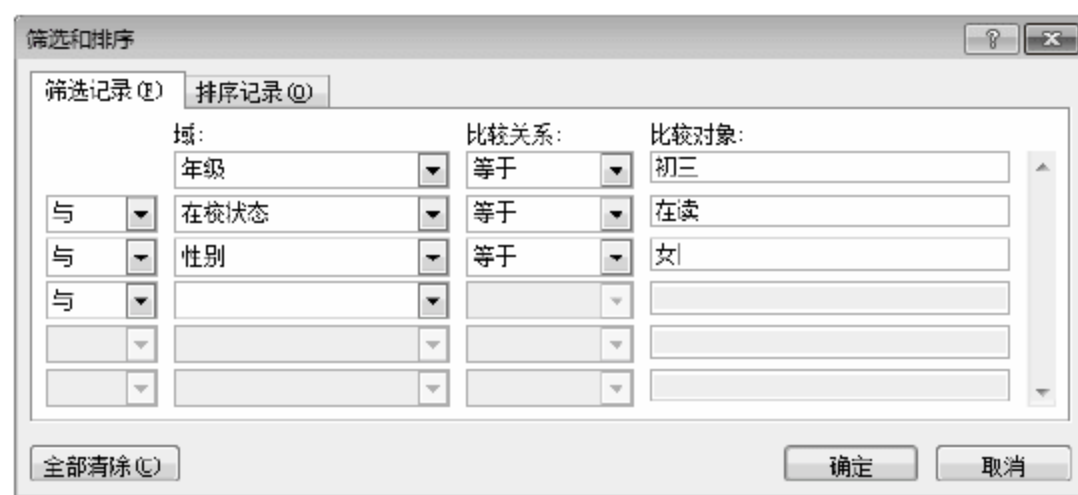 筛选和排序
筛选记录(F) 排序记录(O)
域: 比较关系: 比较对象:
年级 等于 初三
与 在校状态 等于 在读
与 性别 等于 女
与
全部清除(C) 确定 取消